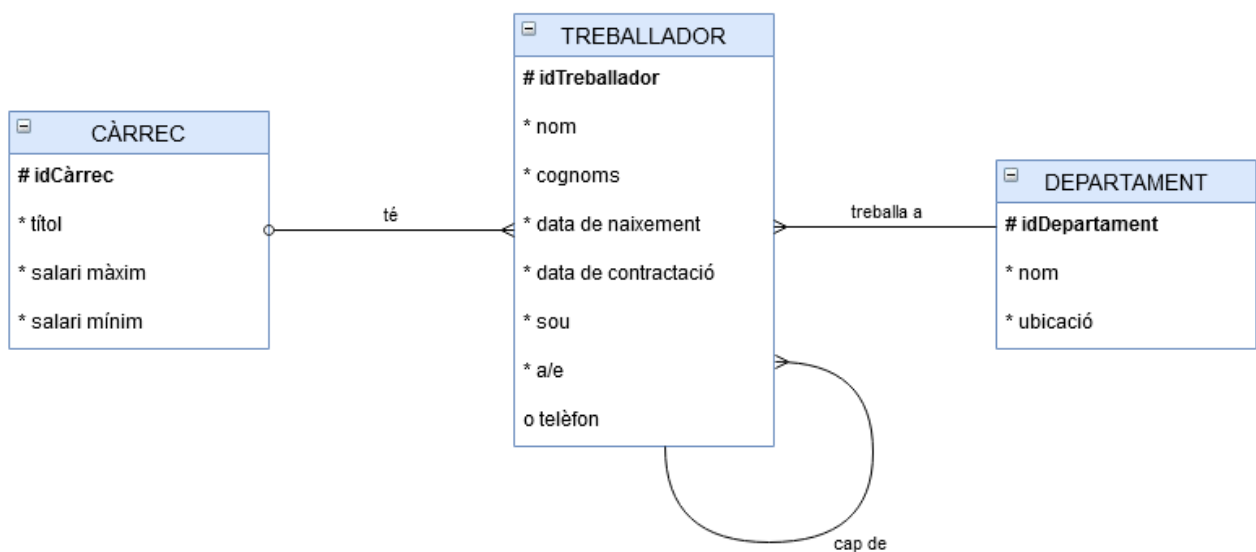 CÀRREC
# idCàrrec
* títol
* salari màxim
* salari mínim
té
TREBALLADOR
# idTreballador
* nom
* cognoms
* data de naixement
* data de contractació
* sou
* a/e
o telèfon
treballa a
DEPARTAMENT
# idDepartament
* nom
* ubicació
cap de